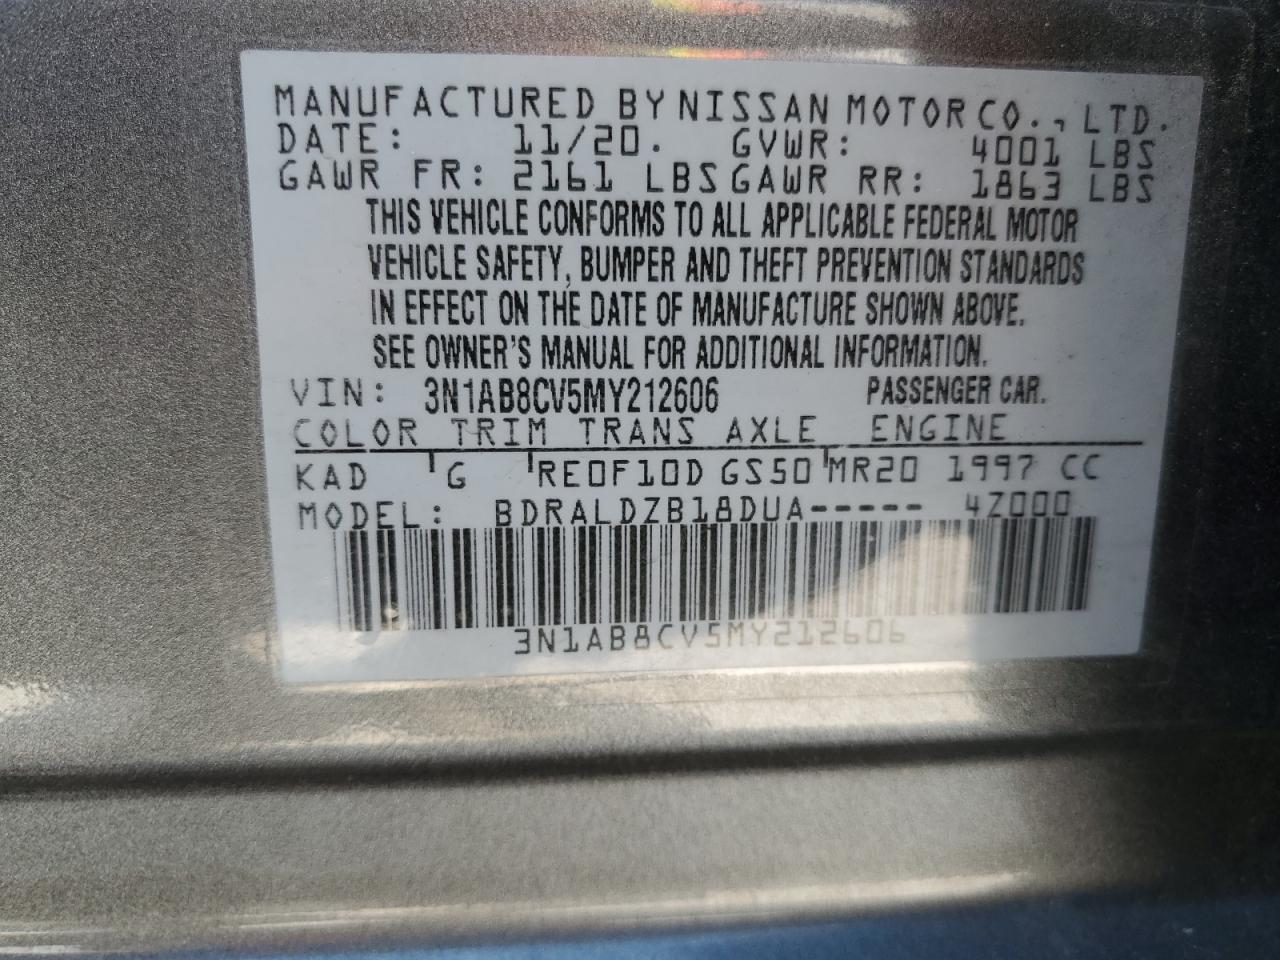 MANUFACTURED BY NISSAN MOTOR CO., LTD.
DATE: 11/20. GVWR: 4001 LBS
GAWR FR: 2161 LBS GAWR RR: 1863 LBS
THIS VEHICLE CONFORMS TO ALL APPLICABLE FEDERAL MOTOR
VEHICLE SAFETY, BUMPER AND THEFT PREVENTION STANDARDS
IN EFFECT ON THE DATE OF MANUFACTURE SHOWN ABOVE.
SEE OWNER'S MANUAL FOR ADDITIONAL INFORMATION.
VIN: 3N1AB8CV5MY212606 PASSENGER CAR.
COLOR TRIM TRANS AXLE ENGINE
KAD G RE0F10D GS50 MR20 1997 CC
MODEL: BDRALDZB18DUA----- 4Z000
3N1AB8CV5MY212606